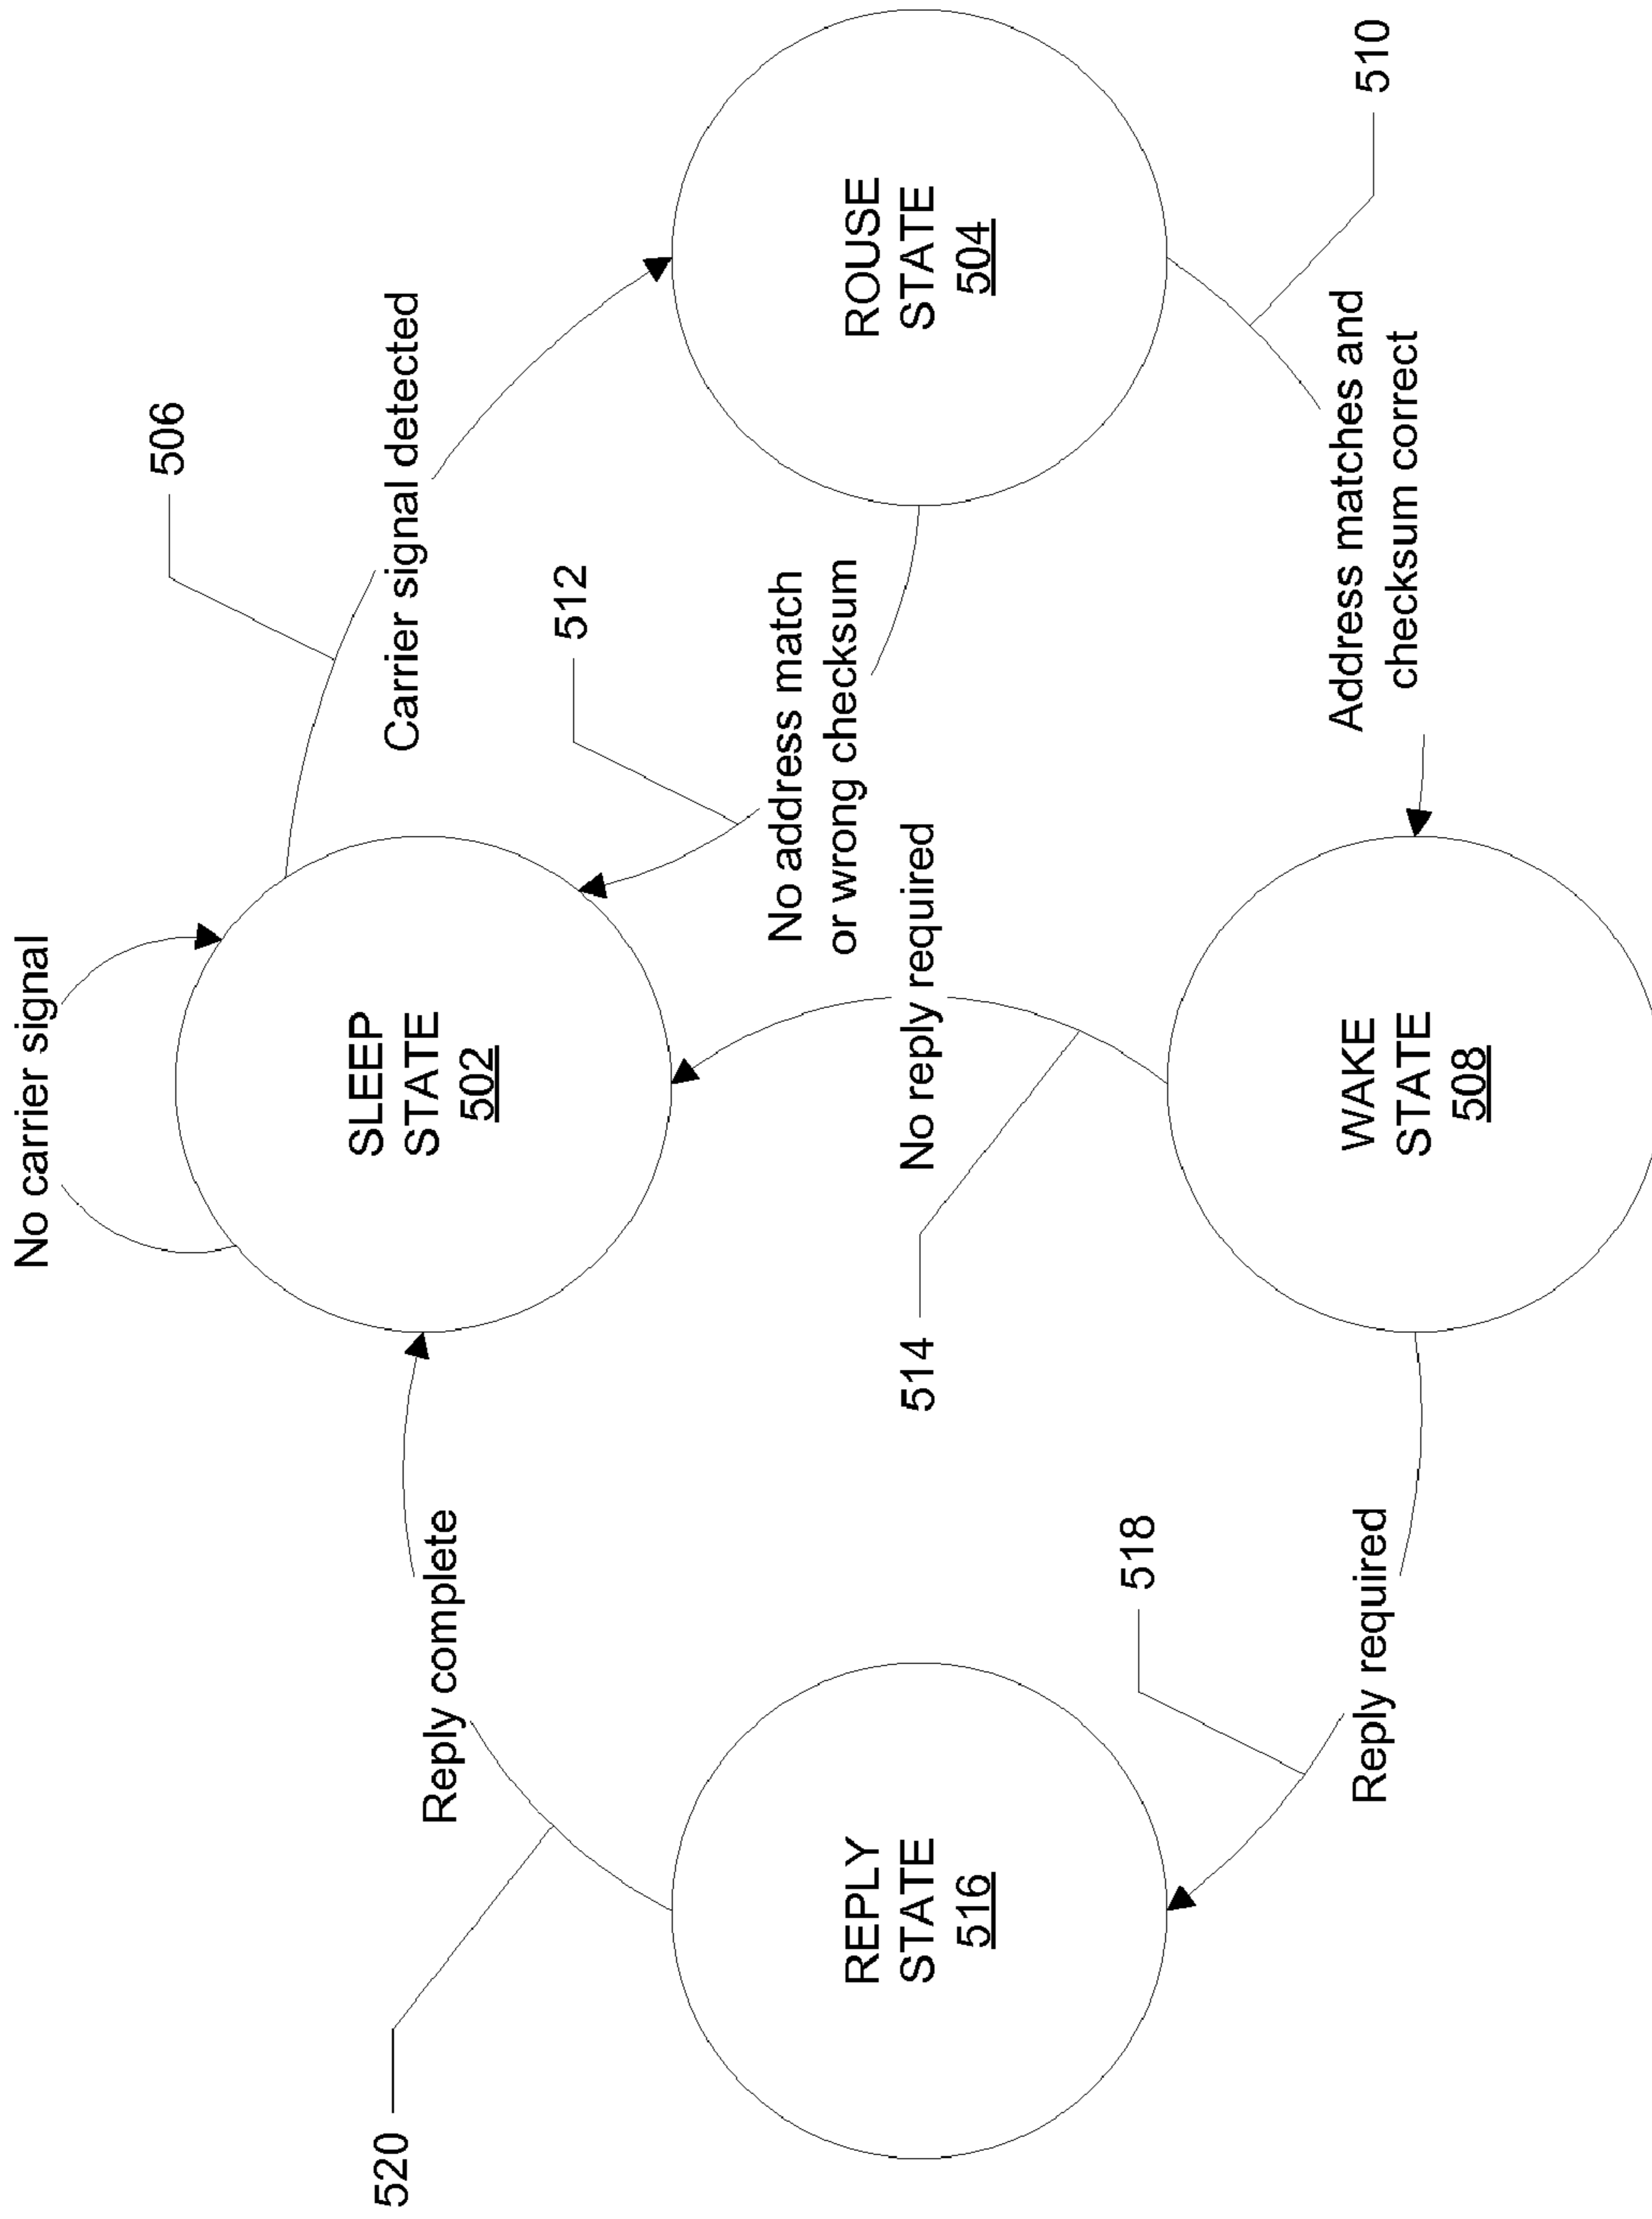 No carrier signal
506
SLEEP
STATE
502
Carrier signal detected
520
Reply complete
512
No address match
or wrong checksum
REPLY
STATE
516
514
No reply required
ROUSE
STATE
504
518
Reply required
WAKE
STATE
508
Address matches and
checksum correct
510